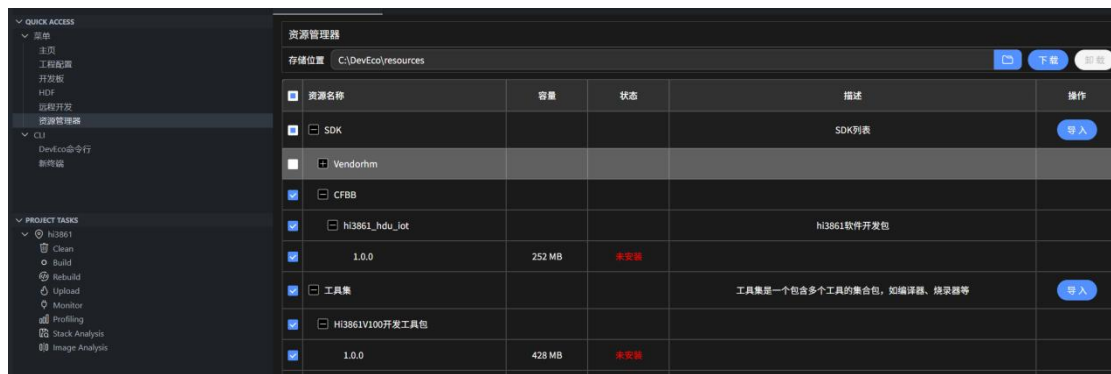 QUICK ACCESS
菜单
主页
工程配置
开发板
HDF
远程开发
资源管理器
CLI
DevEco命令行
新终端
PROJECT TASKS
hi3861
Clean
Build
Rebuild
Upload
Monitor
Profiling
Stack Analysis
Image Analysis
资源管理器
存储位置 C:\DevEco\resources 下载 卸载
资源名称 容量 状态 描述 操作
SDK SDK列表 导入
Vendorhm
CFBB
hi3861_hdu_iot hi3861软件开发包
1.0.0 252 MB 未安装
工具集 工具集是一个包含多个工具的集合包，如编译器、烧录器等 导入
Hi3861V100开发工具包
1.0.0 428 MB 未安装